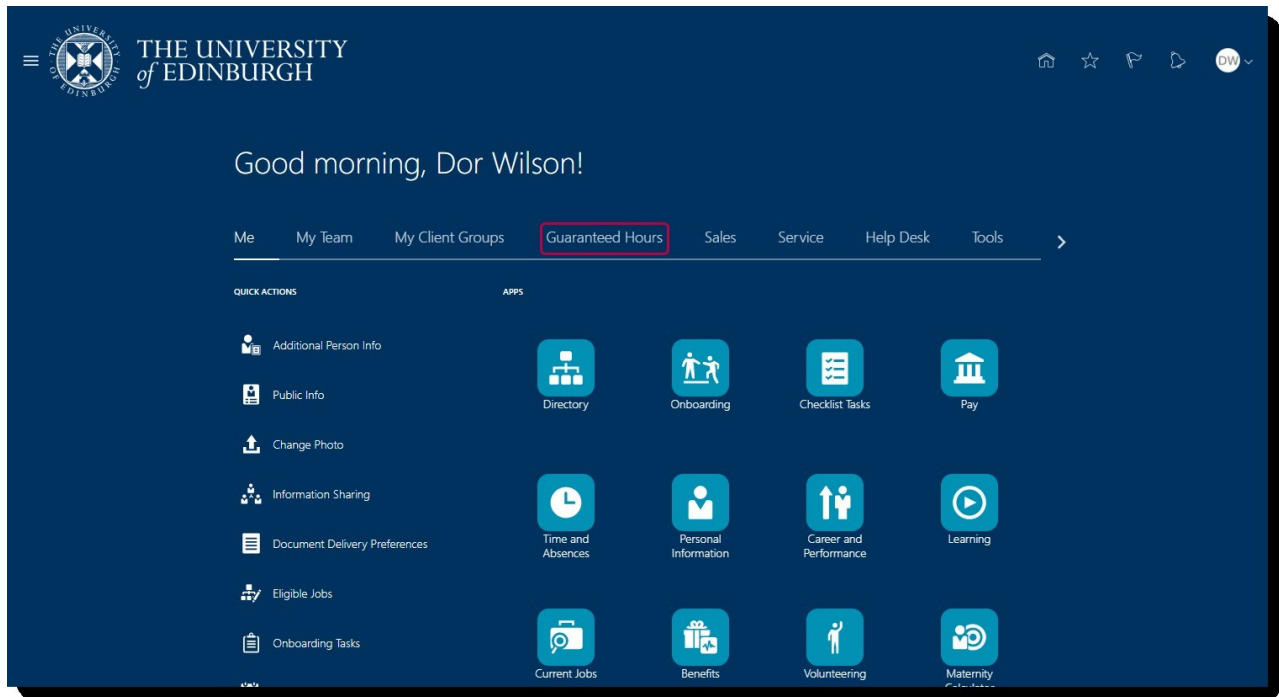 THE UNIVERSITY
of EDINBURGH
DW
Good morning, Dor Wilson!
Me My Team My Client Groups Guaranteed Hours Sales Service Help Desk Tools
QUICK ACTIONS
APPS
Additional Person Info
Public Info
Change Photo
Information Sharing
Document Delivery Preferences
Eligible Jobs
Onboarding Tasks
Directory Onboarding Checklist Tasks Pay
Time and Absences
Personal Information
Career and Performance
Learning
Current Jobs Benefits Volunteering Maternity